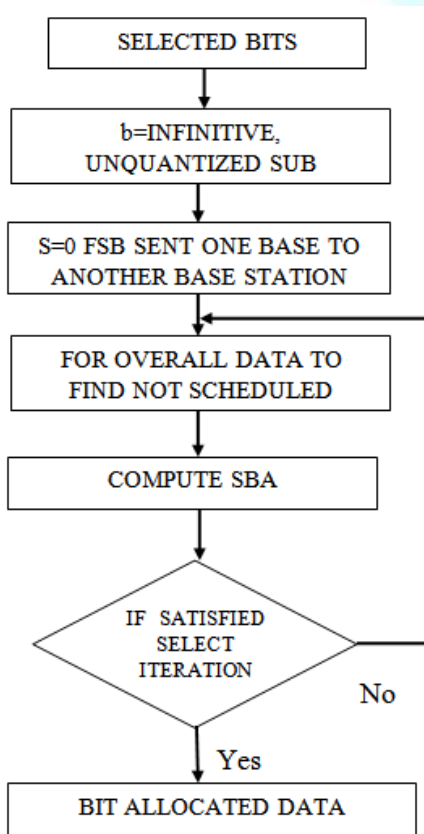 SELECTED BITS
b=INFINITIVE,
UNQUANTIZED SUB
S=0 FSB SENT ONE BASE TO
ANOTHER BASE STATION
FOR OVERALL DATA TO
FIND NOT SCHEDULED
COMPUTE SBA
IF SATISFIED
SELECT
ITERATION
No
Yes
BIT ALLOCATED DATA